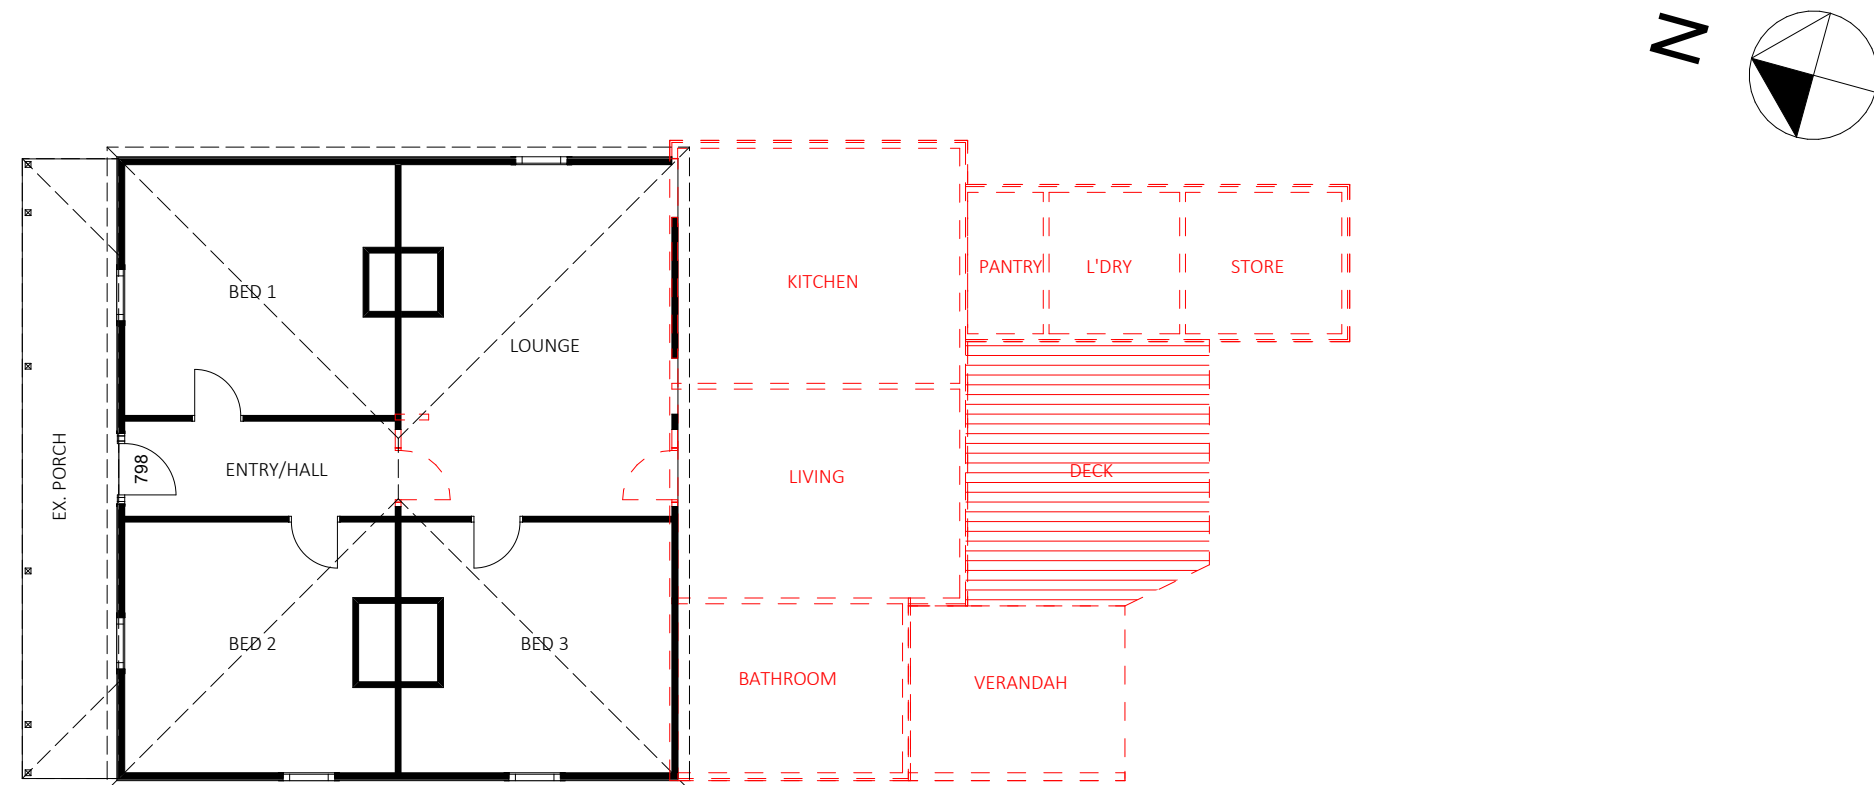 N
KITCHEN
PANTRY
L'DRY
STORE
BED 1
LOUNGE
EX. PORCH
798
ENTRY/HALL
LIVING
DECK
BED 2
BED 3
BATHROOM
VERANDAH